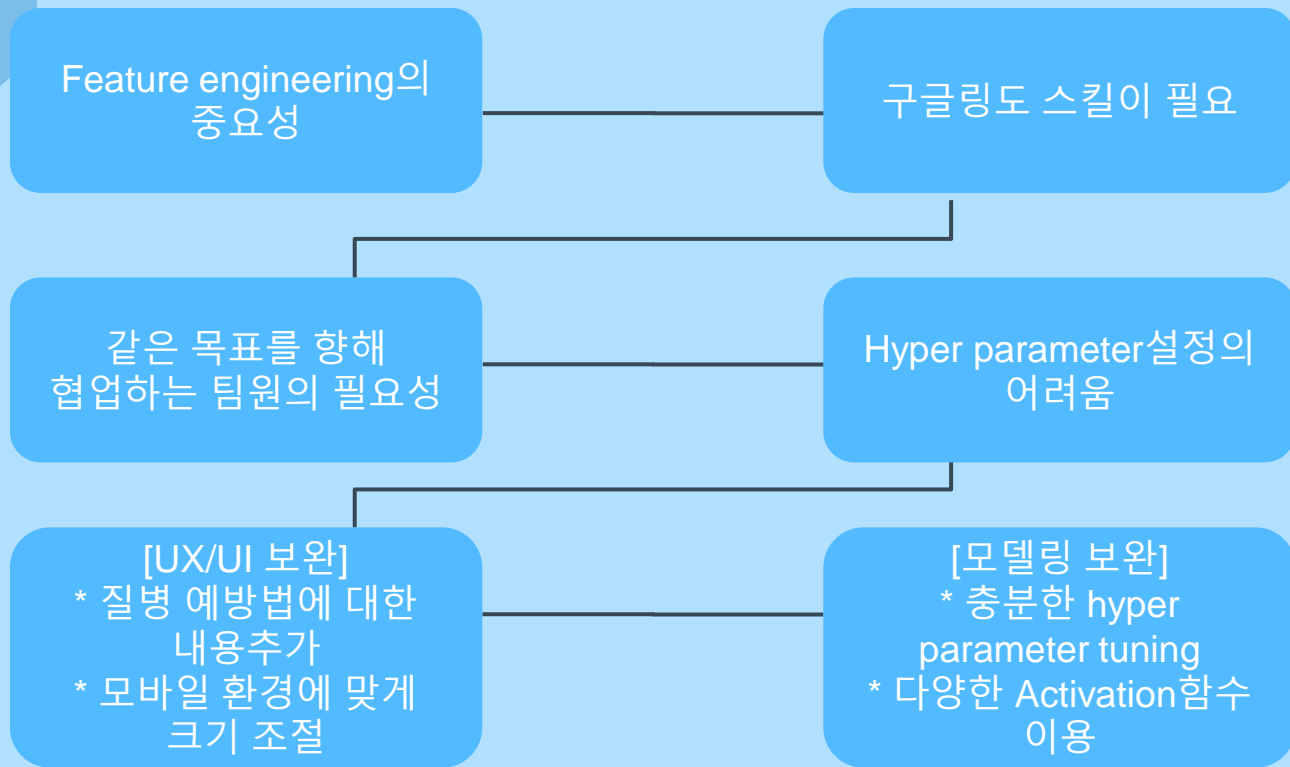 Feature engineering의
중요성
구글링도 스킬이 필요
같은 목표를 향해
협업하는 팀원의 필요성
Hyper parameter설정의
어려움
[UX/UI 보완]
* 질병 예방법에 대한
내용추가
* 모바일 환경에 맞게
크기 조절
[모델링 보완]
* 충분한 hyper
parameter tuning
* 다양한 Activation함수
이용